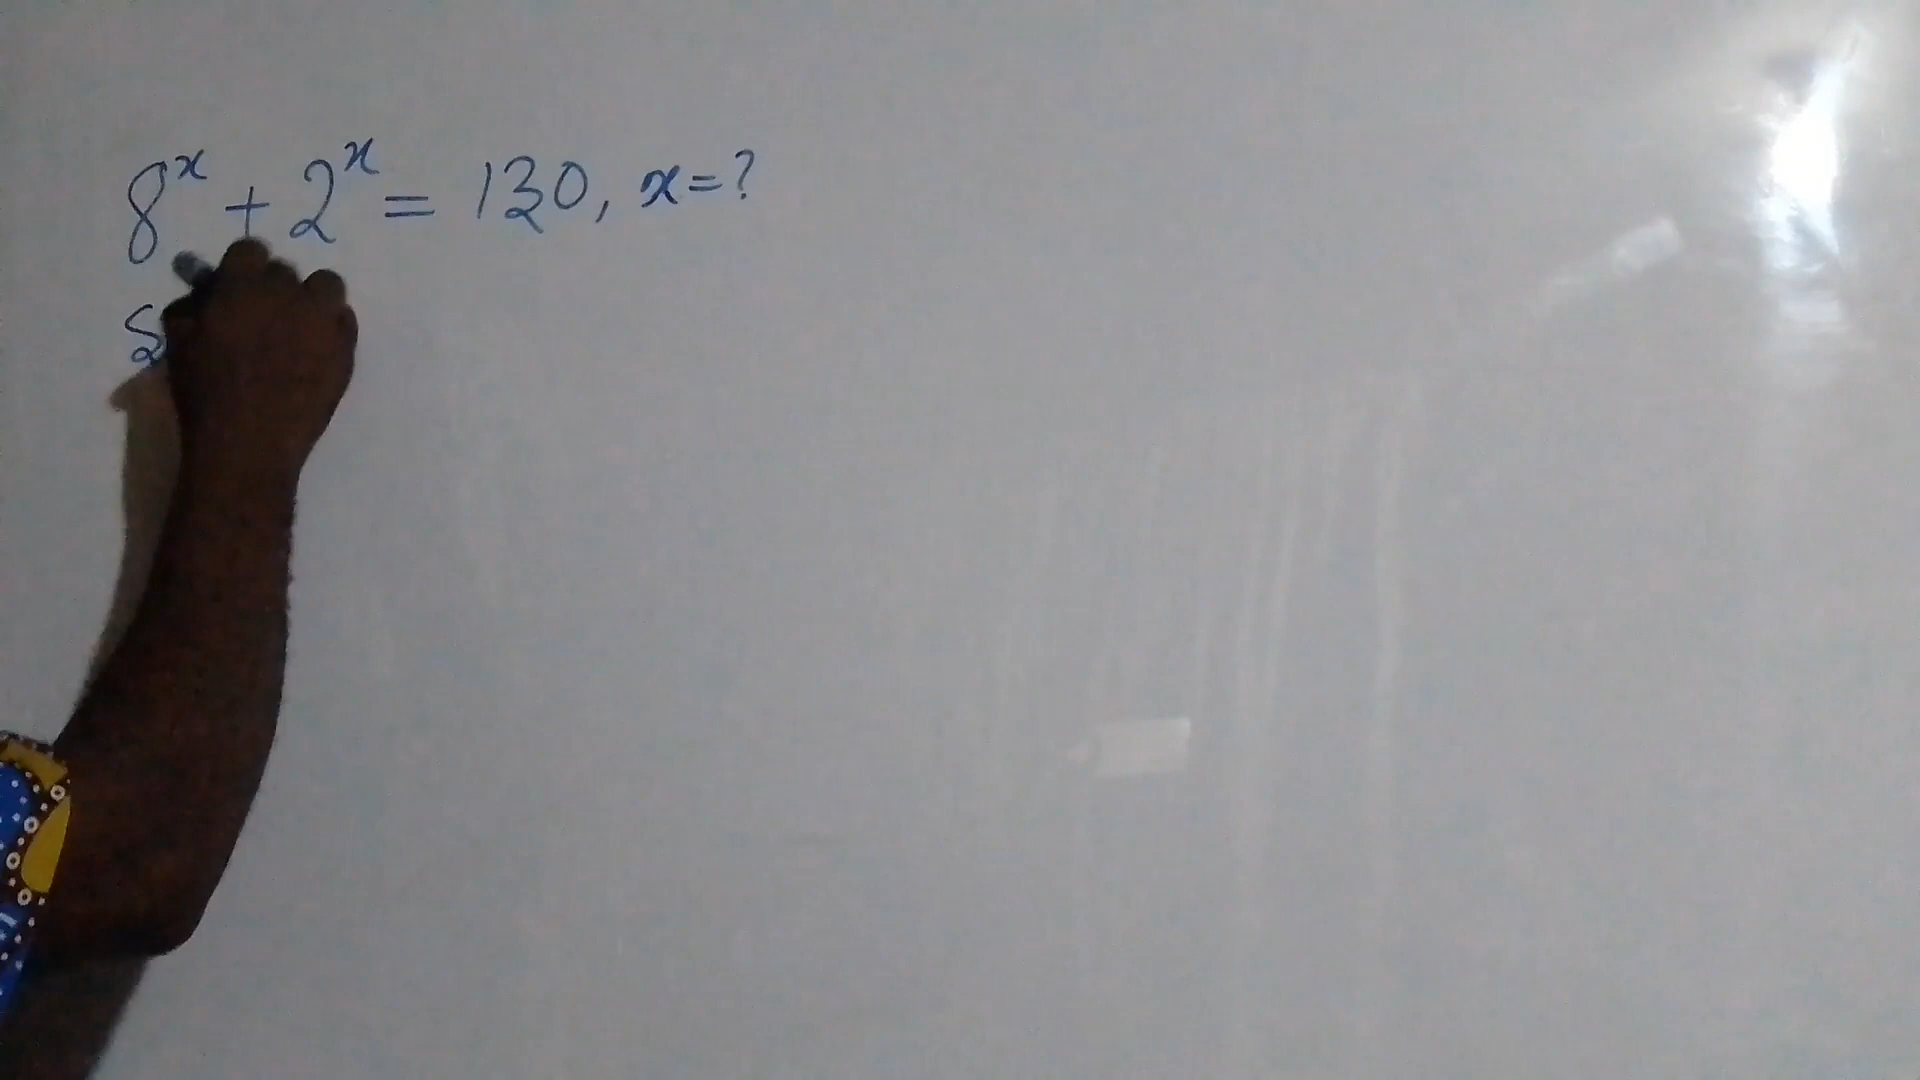 8^x + 2^x = 130, x = ?
S